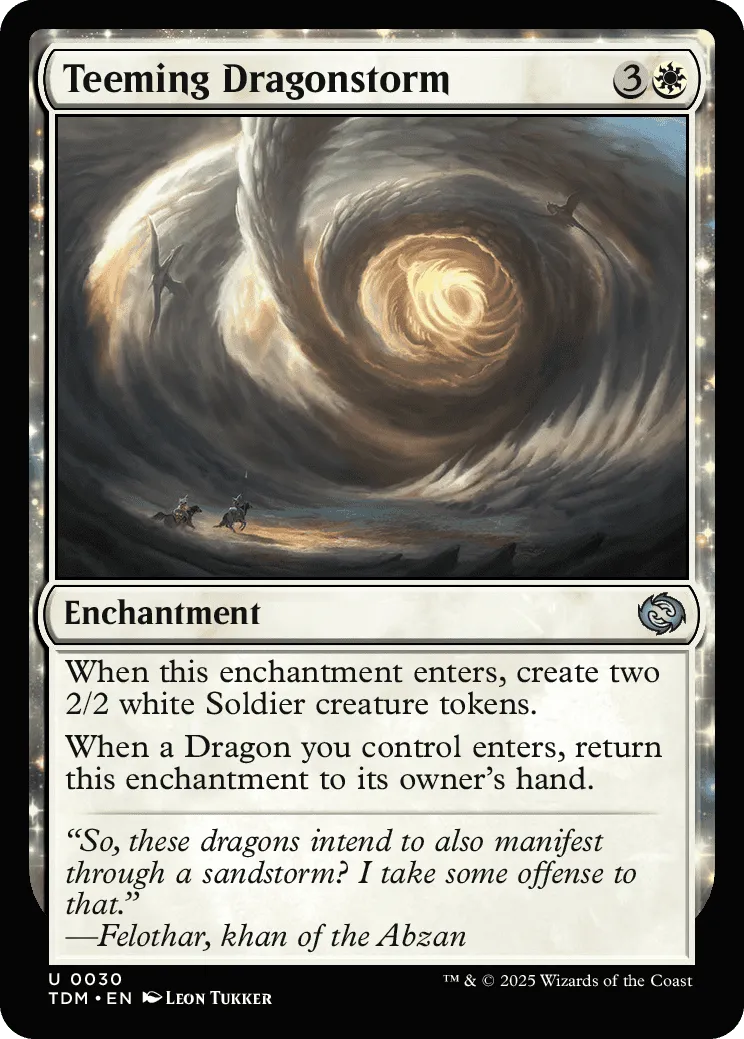 Teeming Dragonstorm 3
Enchantment
When this enchantment enters, create two
2/2 white Soldier creature tokens.
When a Dragon you control enters, return
this enchantment to its owner's hand.
“So, these dragons intend to also manifest
through a sandstorm? I take some offense to
that.”
—Felothar, khan of the Abzan
U 0030
TDM • EN Leon Tukker
™ & © 2025 Wizards of the Coast